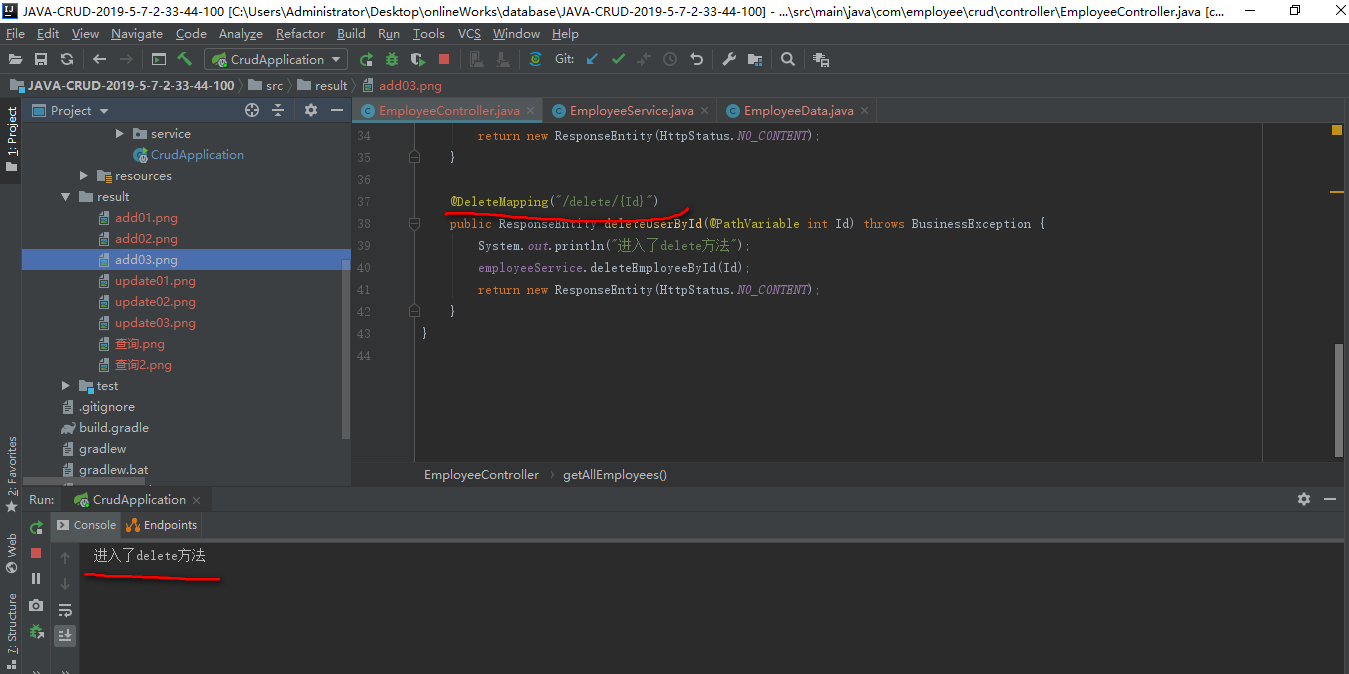 JAVA-CRUD-2019-5-7-2-33-44-100 [C:\Users\Administrator\Desktop\onlineWorks\database\JAVA-CRUD-2019-5-7-2-33-44-100] - ...\src\main\java\com\employee\crud\controller\EmployeeController.java [c...
File Edit View Navigate Code Analyze Refactor Build Run Tools VCS Window Help
CrudApplication Git:
JAVA-CRUD-2019-5-7-2-33-44-100 src result add03.png
1: Project
Project
EmployeeController.java EmployeeService.java EmployeeData.java
service
CrudApplication
resources
result
add01.png
add02.png
add03.png
update01.png
update02.png
update03.png
查询.png
查询2.png
test
.gitignore
build.gradle
gradlew
gradlew.bat
34 return new ResponseEntity(HttpStatus.NO_CONTENT);
35 }
36
37 @DeleteMapping("/delete/{Id}")
38 public ResponseEntity deleteUserById(@PathVariable int Id) throws BusinessException {
39 System.out.println("进入了delete方法");
40 employeeService.deleteEmployeeById(Id);
41 return new ResponseEntity(HttpStatus.NO_CONTENT);
42 }
43 }
44
EmployeeController getAllEmployees()
2: Favorites
Web
7: Structure
Run: CrudApplication
Console Endpoints
进入了delete方法